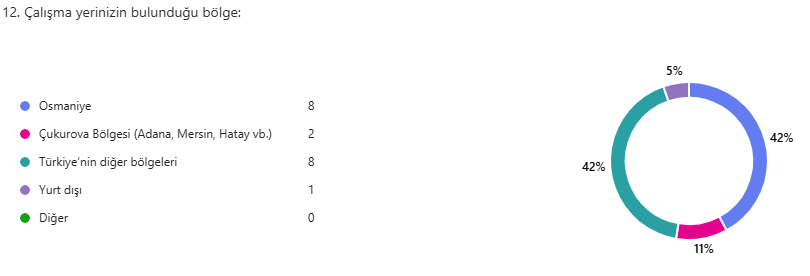 12. Çalışma yerinizin bulunduğu bölge:
Osmaniye 8
Çukurova Bölgesi (Adana, Mersin, Hatay vb.) 2
Türkiye'nin diğer bölgeleri 8
Yurt dışı 1
Diğer 0
5%
42%
42%
11%